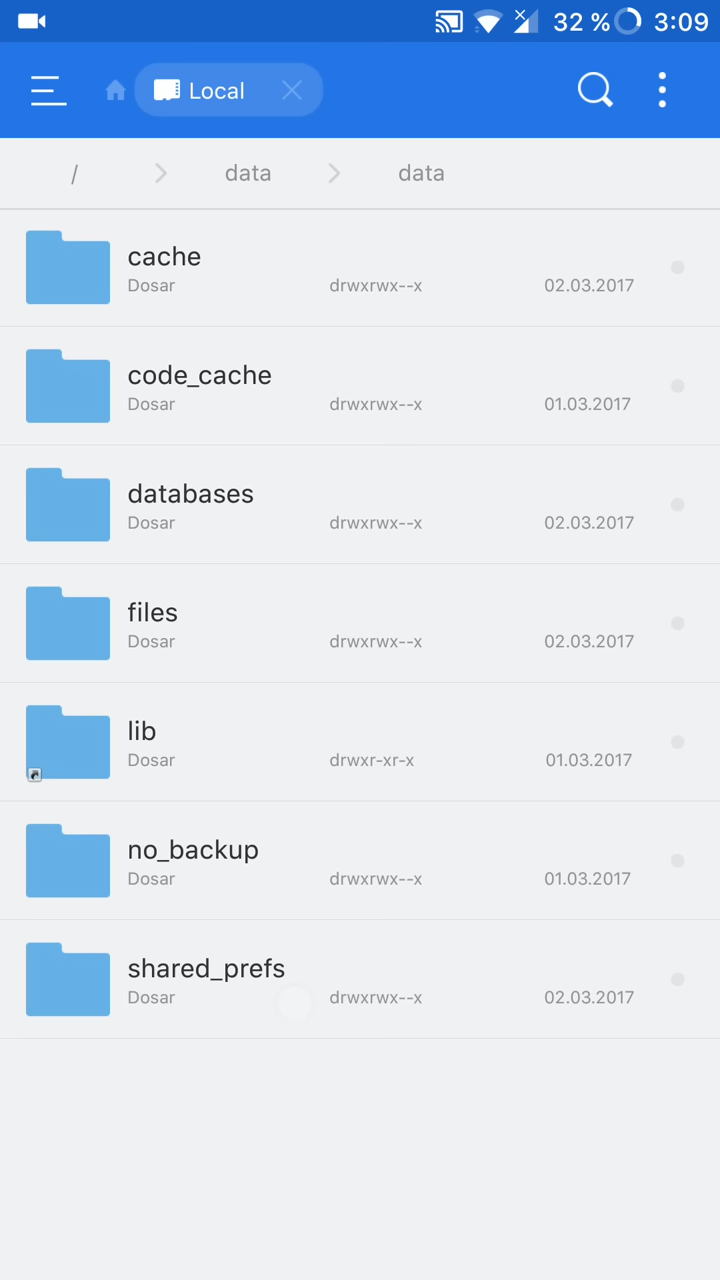 32 % 3:09
Local
/ data data
cache
Dosar drwxrwx--x 02.03.2017
code_cache
Dosar drwxrwx--x 01.03.2017
databases
Dosar drwxrwx--x 02.03.2017
files
Dosar drwxrwx--x 02.03.2017
lib
Dosar drwxr-xr-x 01.03.2017
no_backup
Dosar drwxrwx--x 01.03.2017
shared_prefs
Dosar drwxrwx--x 02.03.2017